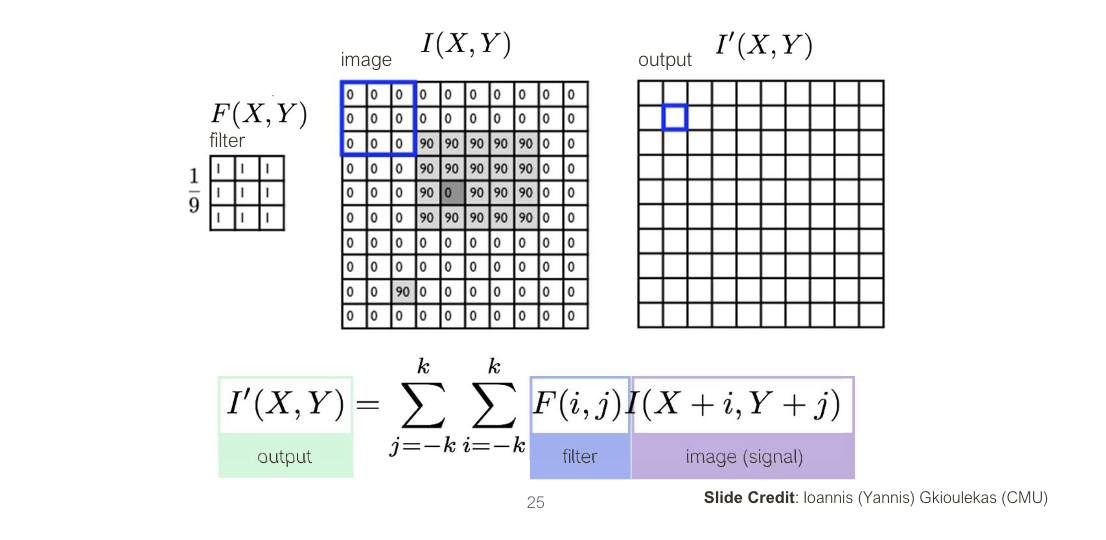 I(X, Y)
image
I′(X, Y)
output
F(X, Y)
filter
1/9
1 1 1
1 1 1
1 1 1
0 0 0 0 0 0 0 0 0 0
0 0 0 0 0 0 0 0 0 0
0 0 0 90 90 90 90 90 0 0
0 0 0 90 90 90 90 90 0 0
0 0 0 90 0 90 90 90 0 0
0 0 0 90 90 90 90 90 0 0
0 0 0 0 0 0 0 0 0 0
0 0 0 0 0 0 0 0 0 0
0 0 90 0 0 0 0 0 0 0
0 0 0 0 0 0 0 0 0 0
I′(X, Y) = ∑_{j=−k}^{k} ∑_{i=−k}^{k} F(i, j)I(X + i, Y + j)
output filter image (signal)
25
Slide Credit: Ioannis (Yannis) Gkioulekas (CMU)